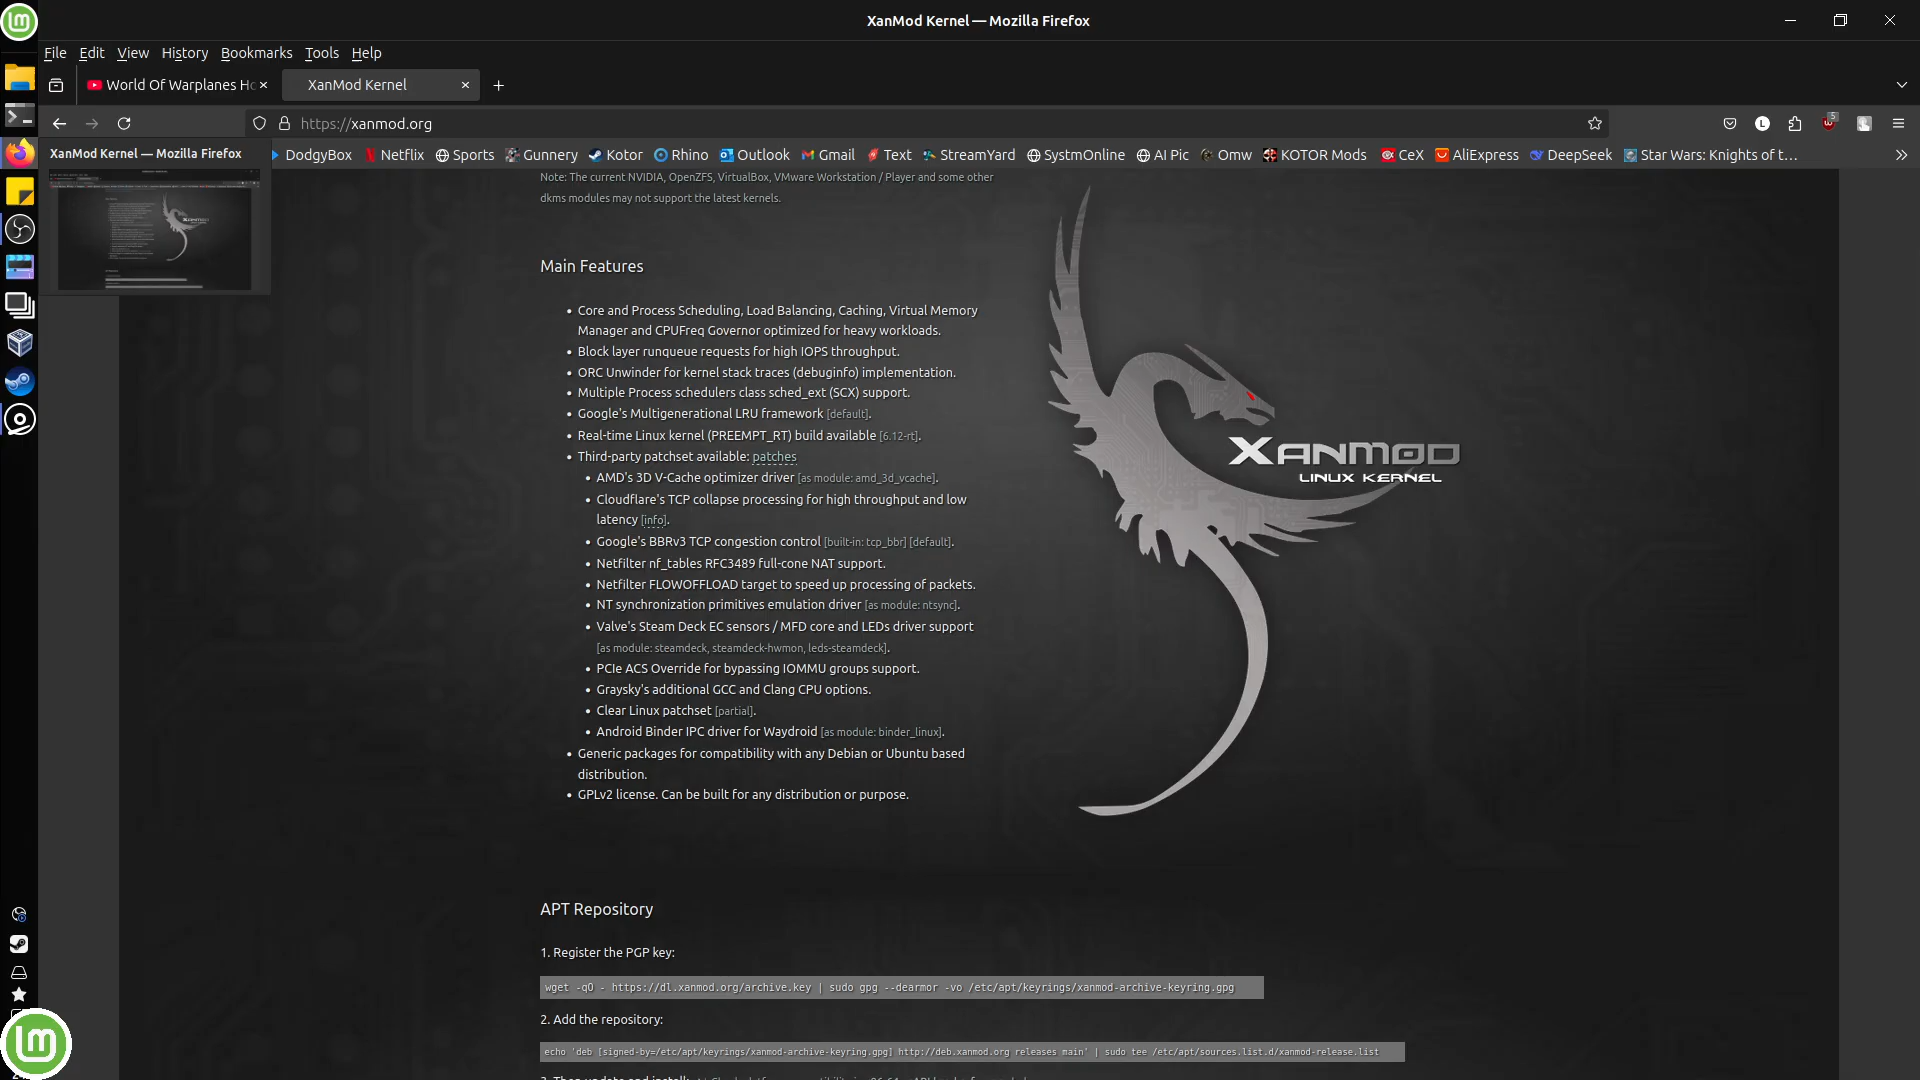 XanMod Kernel — Mozilla Firefox
File Edit View History Bookmarks Tools Help
World Of Warplanes Ho
XanMod Kernel
https://xanmod.org
5
L
XanMod Kernel — Mozilla Firefox
DodgyBox Netflix Sports Gunnery Kotor Rhino Outlook Gmail Text StreamYard SystmOnline AI Pic Omw KOTOR Mods CeX AliExpress DeepSeek Star Wars: Knights of t...
Note: The current NVIDIA, OpenZFS, VirtualBox, VMware Workstation / Player and some other
dkms modules may not support the latest kernels.
Main Features
• Core and Process Scheduling, Load Balancing, Caching, Virtual Memory
Manager and CPUFreq Governor optimized for heavy workloads.
• Block layer runqueue requests for high IOPS throughput.
• ORC Unwinder for kernel stack traces (debuginfo) implementation.
• Multiple Process schedulers class sched_ext (SCX) support.
• Google's Multigenerational LRU framework [default].
• Real-time Linux kernel (PREEMPT_RT) build available [6.12-rt].
• Third-party patchset available: patches
• AMD's 3D V-Cache optimizer driver [as module: amd_3d_vcache].
• Cloudflare's TCP collapse processing for high throughput and low
latency [info].
• Google's BBRv3 TCP congestion control [built-in: tcp_bbr] [default].
• Netfilter nf_tables RFC3489 full-cone NAT support.
• Netfilter FLOWOFFLOAD target to speed up processing of packets.
• NT synchronization primitives emulation driver [as module: ntsync].
• Valve's Steam Deck EC sensors / MFD core and LEDs driver support
[as module: steamdeck, steamdeck-hwmon, leds-steamdeck].
• PCIe ACS Override for bypassing IOMMU groups support.
• Graysky's additional GCC and Clang CPU options.
• Clear Linux patchset [partial].
• Android Binder IPC driver for Waydroid [as module: binder_linux].
• Generic packages for compatibility with any Debian or Ubuntu based
distribution.
• GPLv2 license. Can be built for any distribution or purpose.
XANMOD
LINUX KERNEL
APT Repository
1. Register the PGP key:
wget -qO - https://dl.xanmod.org/archive.key | sudo gpg --dearmor -vo /etc/apt/keyrings/xanmod-archive-keyring.gpg
2. Add the repository:
echo 'deb [signed-by=/etc/apt/keyrings/xanmod-archive-keyring.gpg] http://deb.xanmod.org releases main' | sudo tee /etc/apt/sources.list.d/xanmod-release.list